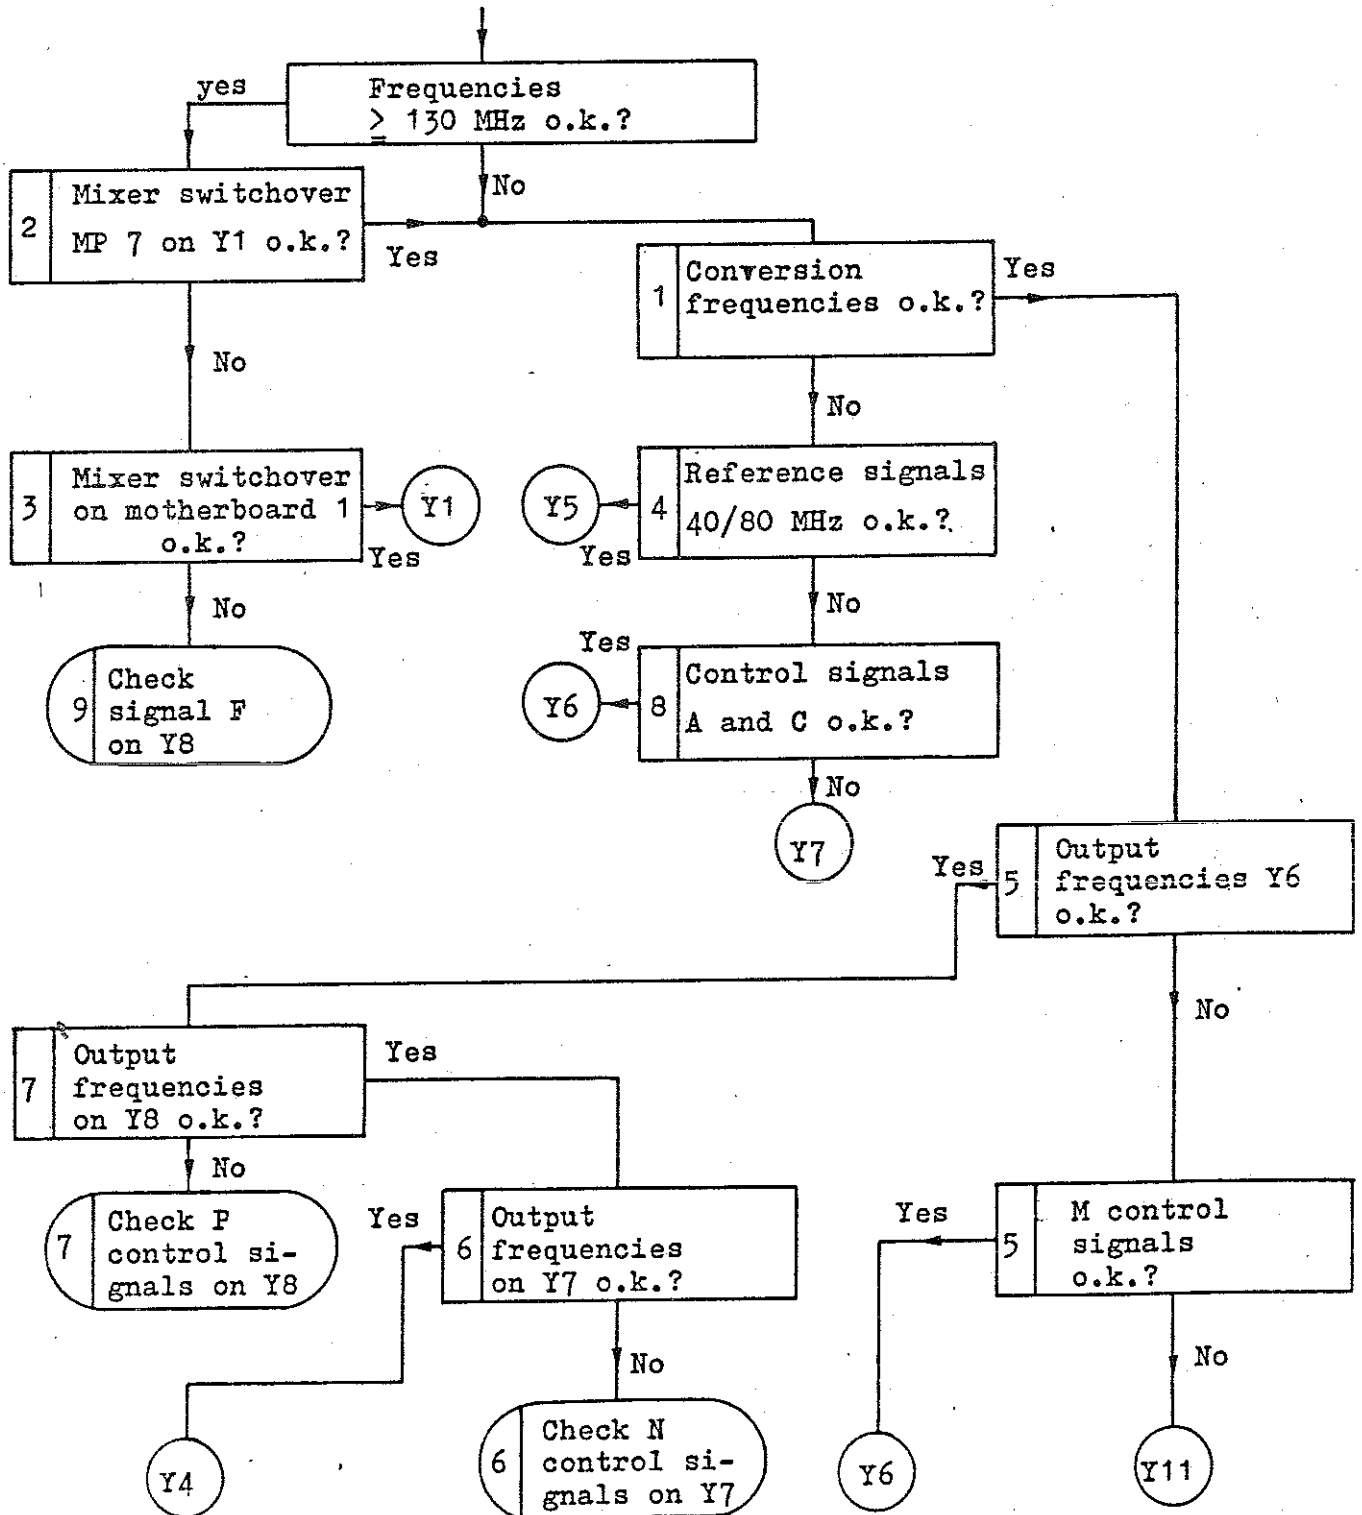 Frequencies
≥ 130 MHz o.k.?
yes
No
2
Mixer switchover
MP 7 on Y1 o.k.?
Yes
No
1
Conversion
frequencies o.k.?
Yes
No
3
Mixer switchover
on motherboard 1
o.k.?
Yes
Y1
No
9
Check
signal F
on Y8
Y5
Yes
4
Reference signals
40/80 MHz o.k.?
No
Yes
Y6
8
Control signals
A and C o.k.?
No
Y7
Yes
5
Output
frequencies Y6
o.k.?
No
7
Output
frequencies
on Y8 o.k.?
Yes
No
7
Check P
control si-
gnals on Y8
Yes
6
Output
frequencies
on Y7 o.k.?
No
Yes
5
M control
signals
o.k.?
No
Y4
6
Check N
control si-
gnals on Y7
Y6
Y11